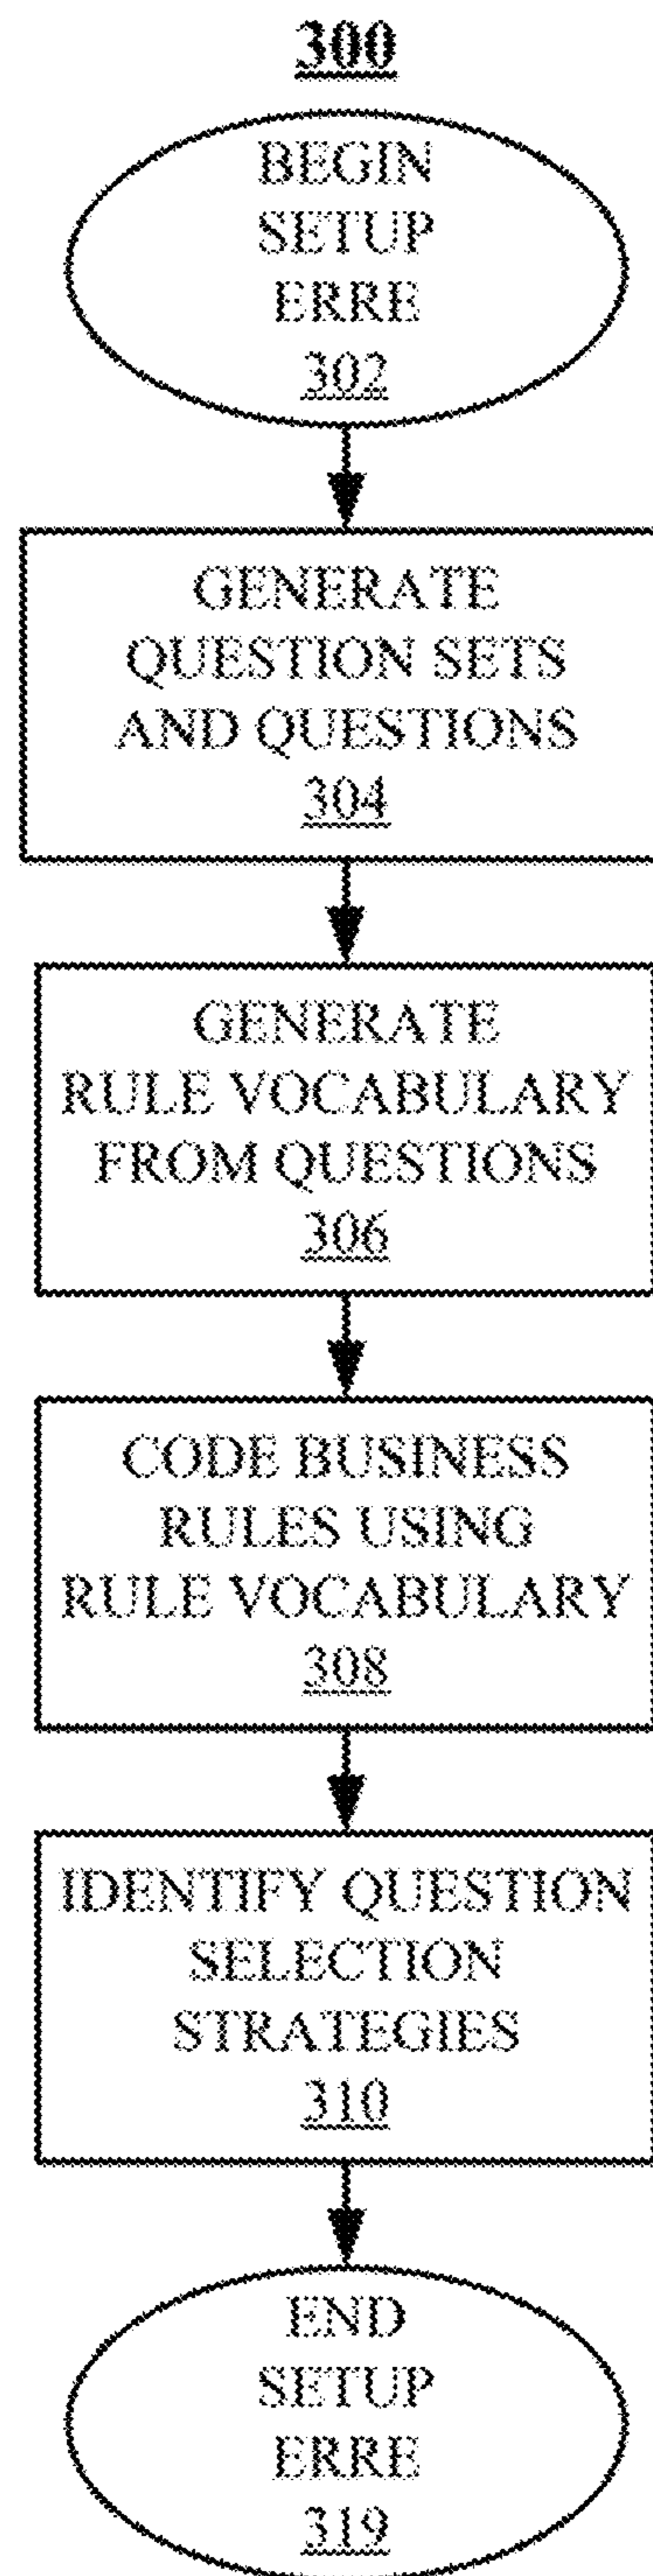 300
BEGIN
SETUP
ERRE
302
GENERATE
QUESTION SETS
AND QUESTIONS
304
GENERATE
RULE VOCABULARY
FROM QUESTIONS
306
CODE BUSINESS
RULES USING
RULE VOCABULARY
308
IDENTIFY QUESTION
SELECTION
STRATEGIES
310
END
SETUP
ERRE
319